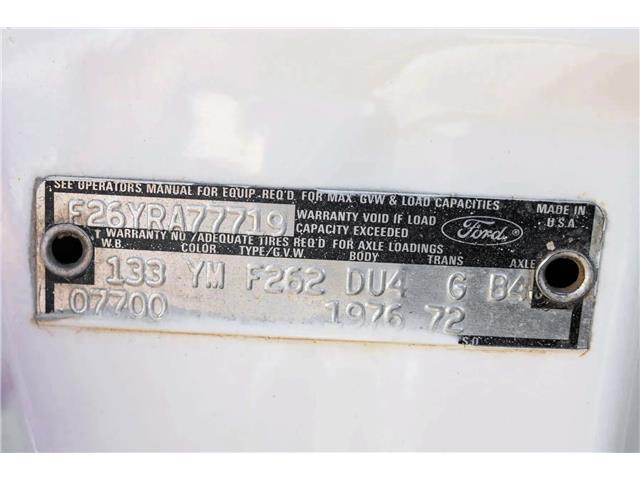 SEE OPERATORS MANUAL FOR EQUIP. REQ'D. FOR MAX. GVW & LOAD CAPACITIES
F26YRA77719 WARRANTY VOID IF LOAD CAPACITY EXCEEDED Ford MADE IN U.S.A.
WARRANTY NO./ADEQUATE TIRES REQ'D FOR AXLE LOADINGS
W.B. COLOR TYPE/G.V.W. BODY TRANS AXLE
133 YM F262 DU4 G B4
07700 1976 72
S.O.